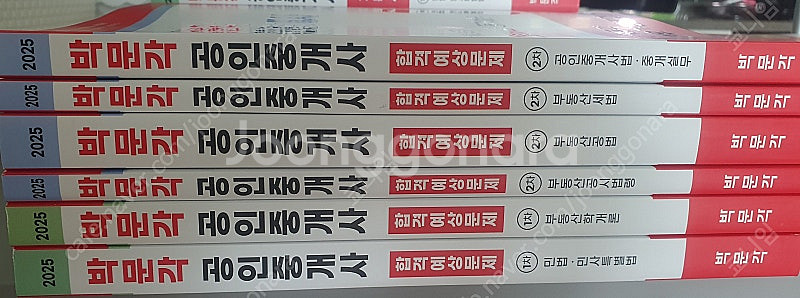 2025 박문각 공인중개사 합격예상문제 2차 공인중개사법·중개실무 박문각
2025 박문각 공인중개사 합격예상문제 2차 부동산세법 박문각
2025 박문각 공인중개사 합격예상문제 2차 부동산공법 박문각
2025 박문각 공인중개사 합격예상문제 2차 부동산공시법령 박문각
2025 박문각 공인중개사 합격예상문제 1차 부동산학개론 박문각
2025 박문각 공인중개사 합격예상문제 1차 민법·민사특별법 박문각
Joonggonara